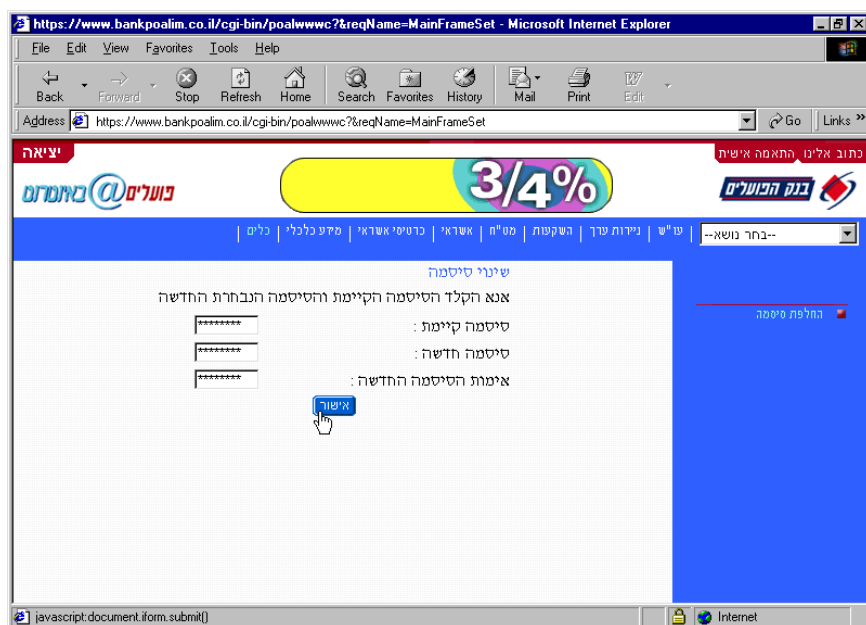 https://www.bankpoalim.co.il/cgi-bin/poalwwwc?&reqName=MainFrameSet - Microsoft Internet Explorer
File Edit View Favorites Tools Help
Back Forward Stop Refresh Home Search Favorites History Mail Print Edit
Address https://www.bankpoalim.co.il/cgi-bin/poalwwwc?reqName=MainFrameSet Go Links »
כתוב אלינו התאמה אישית
יציאה
בנק הפועלים
3/4%
פועלים@באינטרנט
--בחר נושא-- | עו"ש | ניירות ערך | השקעות | מט"ח | אשראי | כרטיסי אשראי | מידע כלכלי | כלים |
החלפת סיסמה
שינוי סיסמה
אנא הקלד הסיסמה הקיימת והסיסמה הנבחרת החדשה
סיסמה קיימת : ********
סיסמה חדשה : ********
אימות הסיסמה החדשה : ********
אישור
javascript:document.iform.submit() Internet